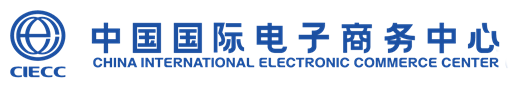 中国国际电子商务中心
CIECC
CHINA INTERNATIONAL ELECTRONIC COMMERCE CENTER